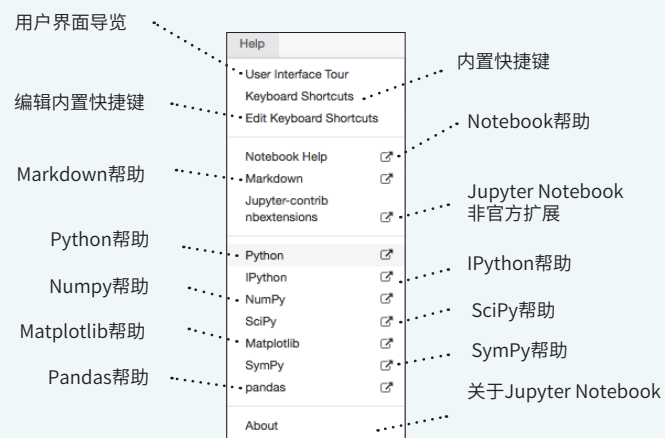 用户界面导览
编辑内置快捷键
Markdown帮助
Python帮助
Numpy帮助
Matplotlib帮助
Pandas帮助
Help
User Interface Tour
Keyboard Shortcuts
Edit Keyboard Shortcuts
Notebook Help
Markdown
Jupyter-contrib
nbextensions
Python
IPython
NumPy
SciPy
Matplotlib
SymPy
pandas
About
内置快捷键
Notebook帮助
Jupyter Notebook
非官方扩展
IPython帮助
SciPy帮助
SymPy帮助
关于Jupyter Notebook